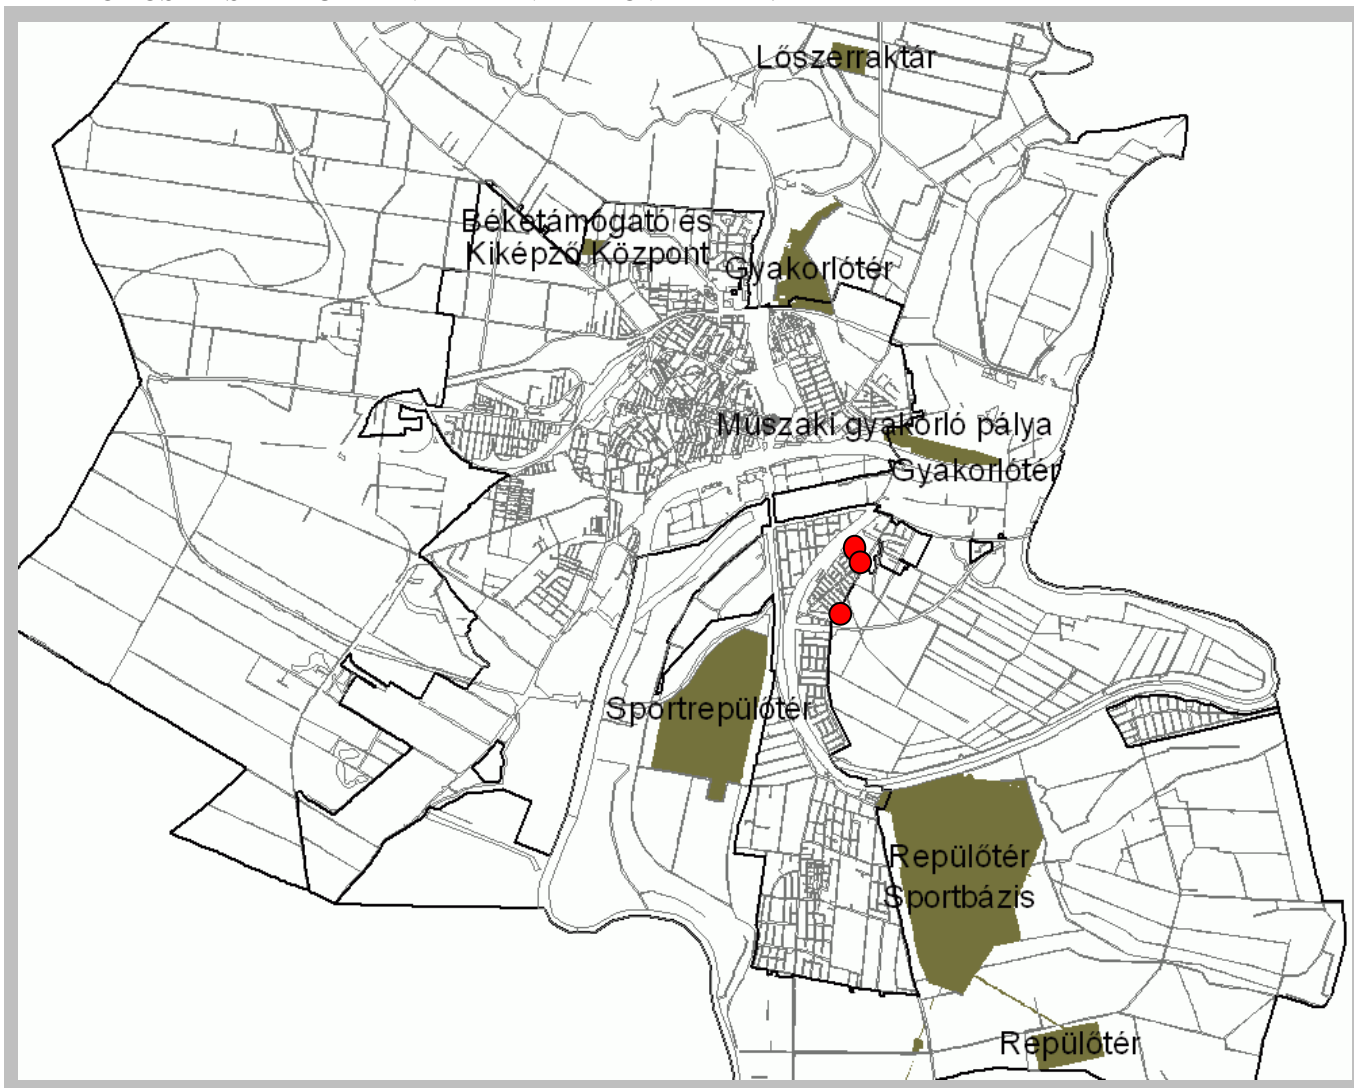 Lőszerraktár
Béketámogató és
Kiképző Központ
Gyakorlótér
Műszaki gyakorló pálya
Gyakorlótér
Sportrepülőtér
Repülőtér
Sportbázis
Repülőtér